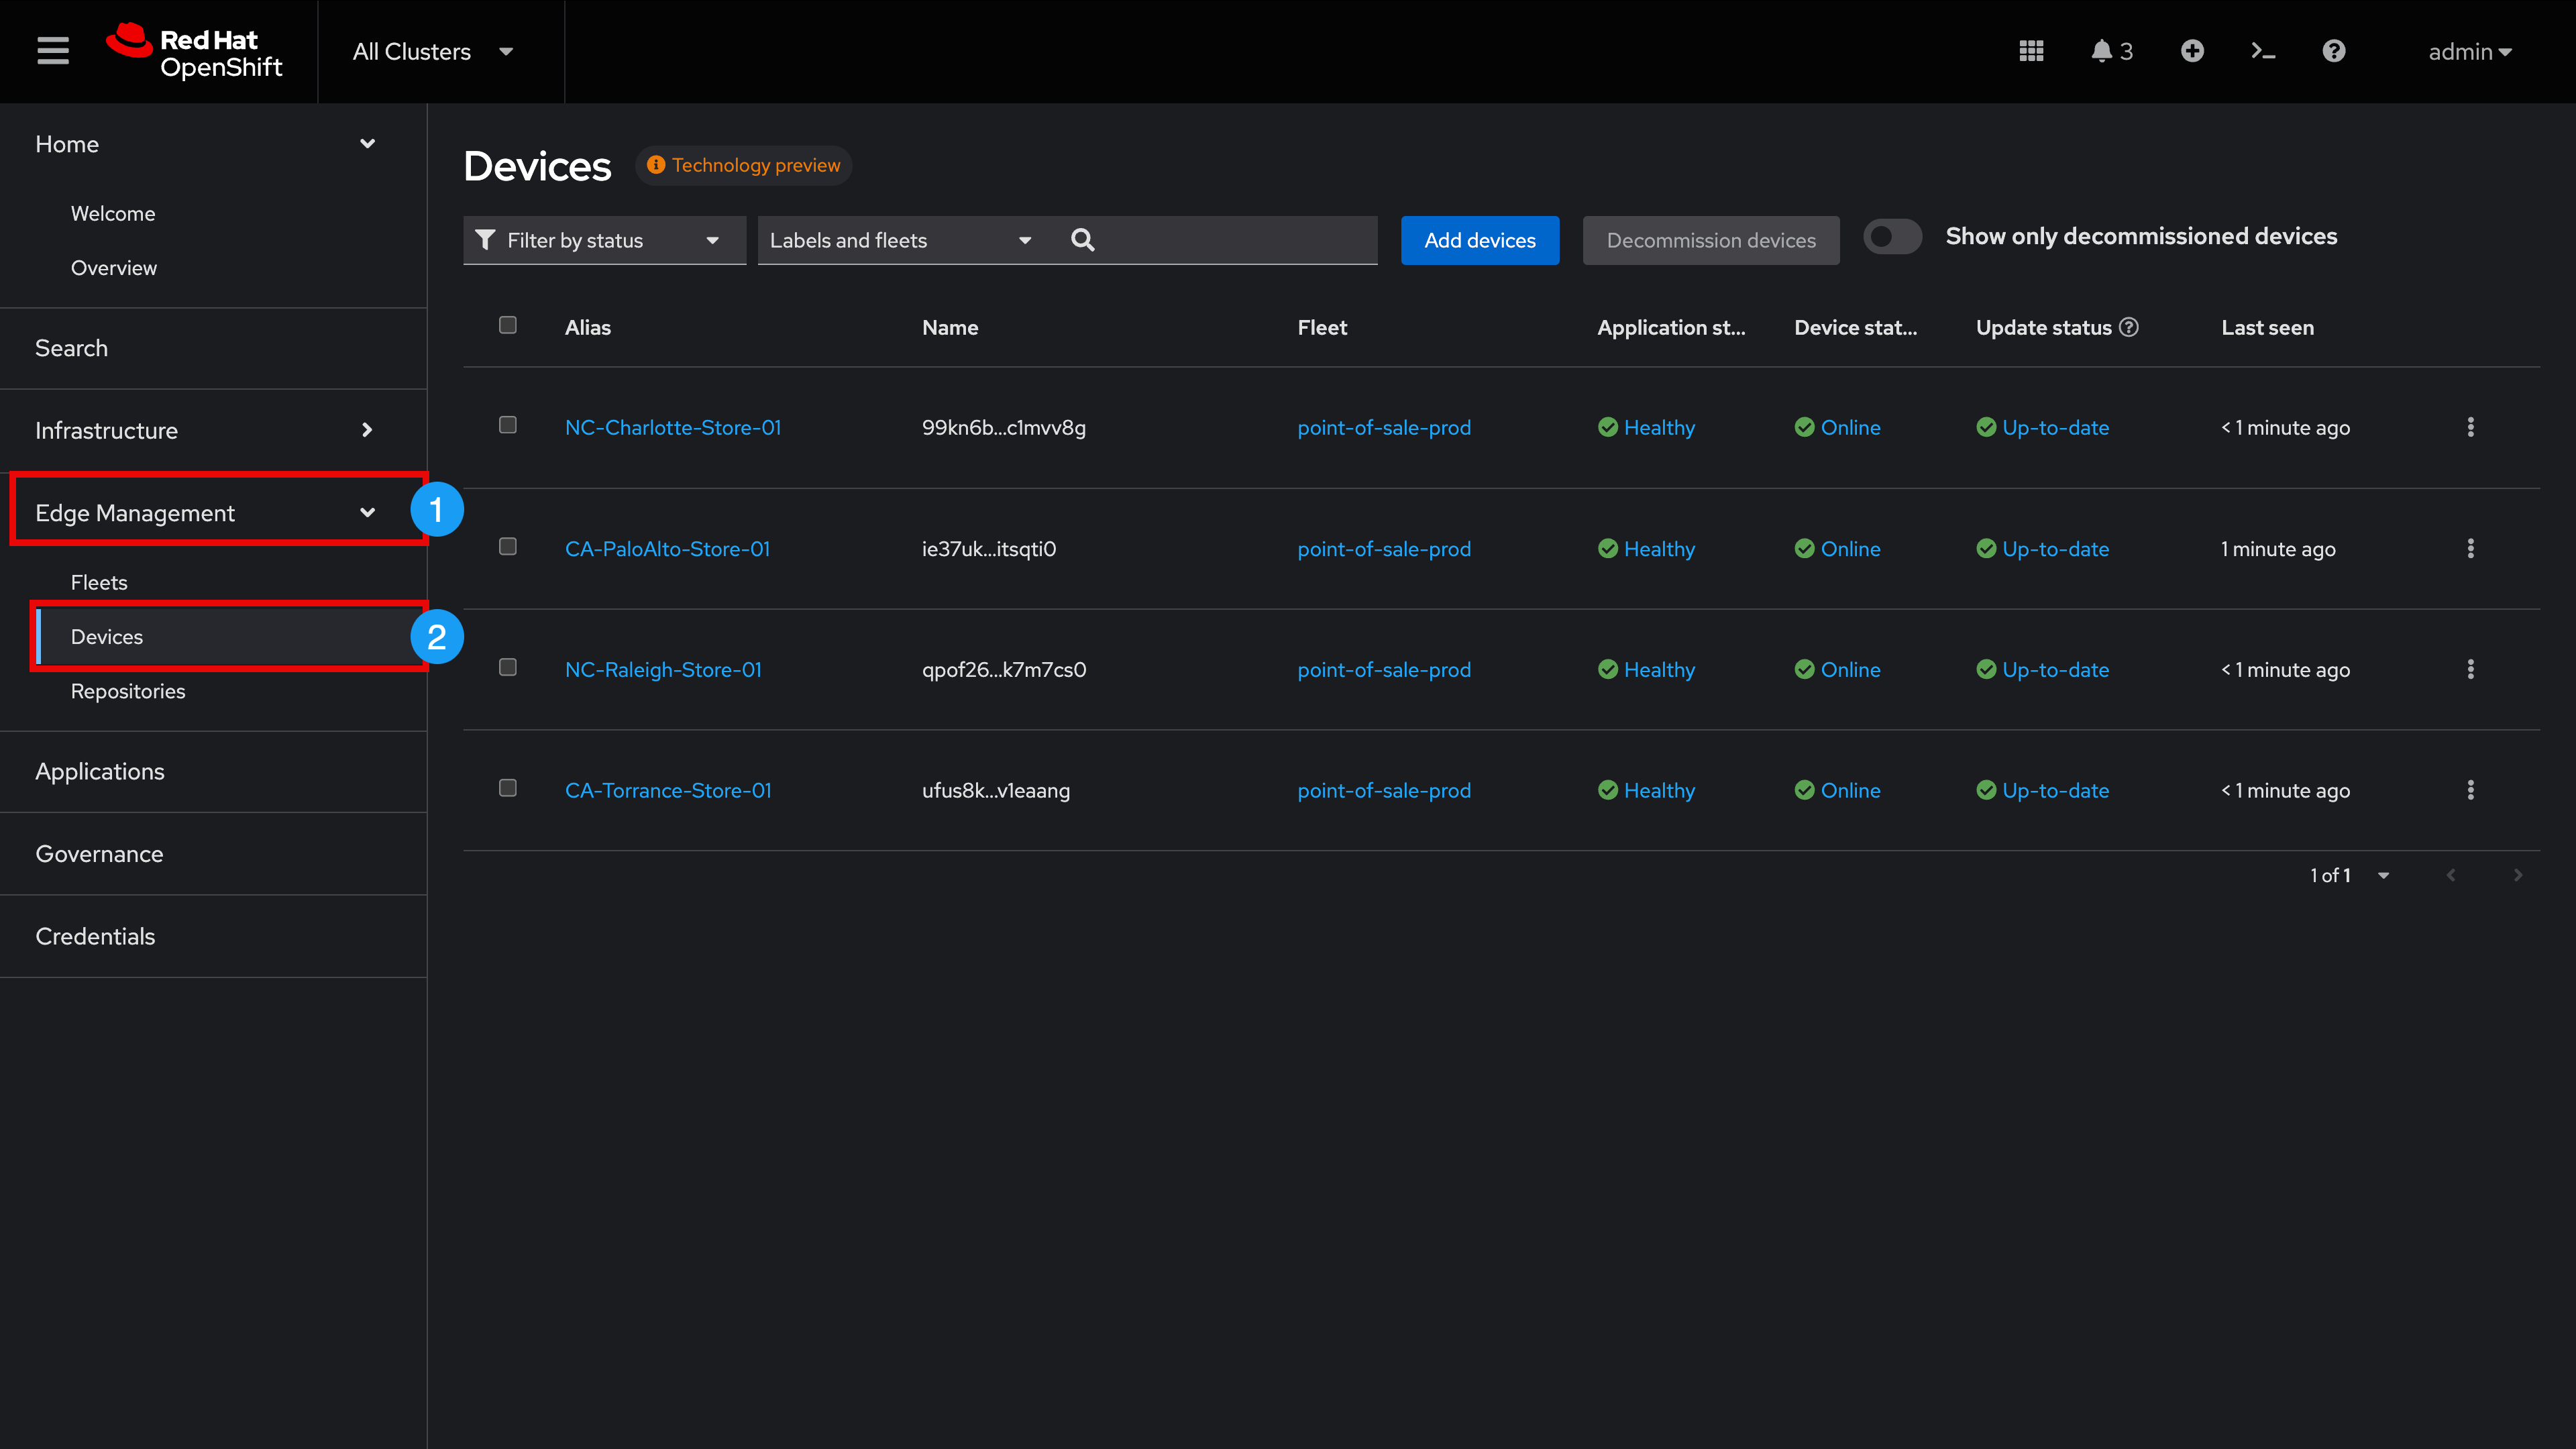 Red Hat
OpenShift
All Clusters
3
admin
Home
Welcome
Overview
Search
Infrastructure
Edge Management
1
Fleets
Devices
2
Repositories
Applications
Governance
Credentials
Devices
Technology preview
Filter by status
Labels and fleets
Add devices
Decommission devices
Show only decommissioned devices
Alias Name Fleet Application st... Device stat... Update status Last seen
NC-Charlotte-Store-01 99kn6b...c1mvv8g point-of-sale-prod Healthy Online Up-to-date < 1 minute ago
CA-PaloAlto-Store-01 ie37uk...itsqti0 point-of-sale-prod Healthy Online Up-to-date 1 minute ago
NC-Raleigh-Store-01 qpof26...k7m7cs0 point-of-sale-prod Healthy Online Up-to-date < 1 minute ago
CA-Torrance-Store-01 ufus8k...v1eaang point-of-sale-prod Healthy Online Up-to-date < 1 minute ago
1 of 1